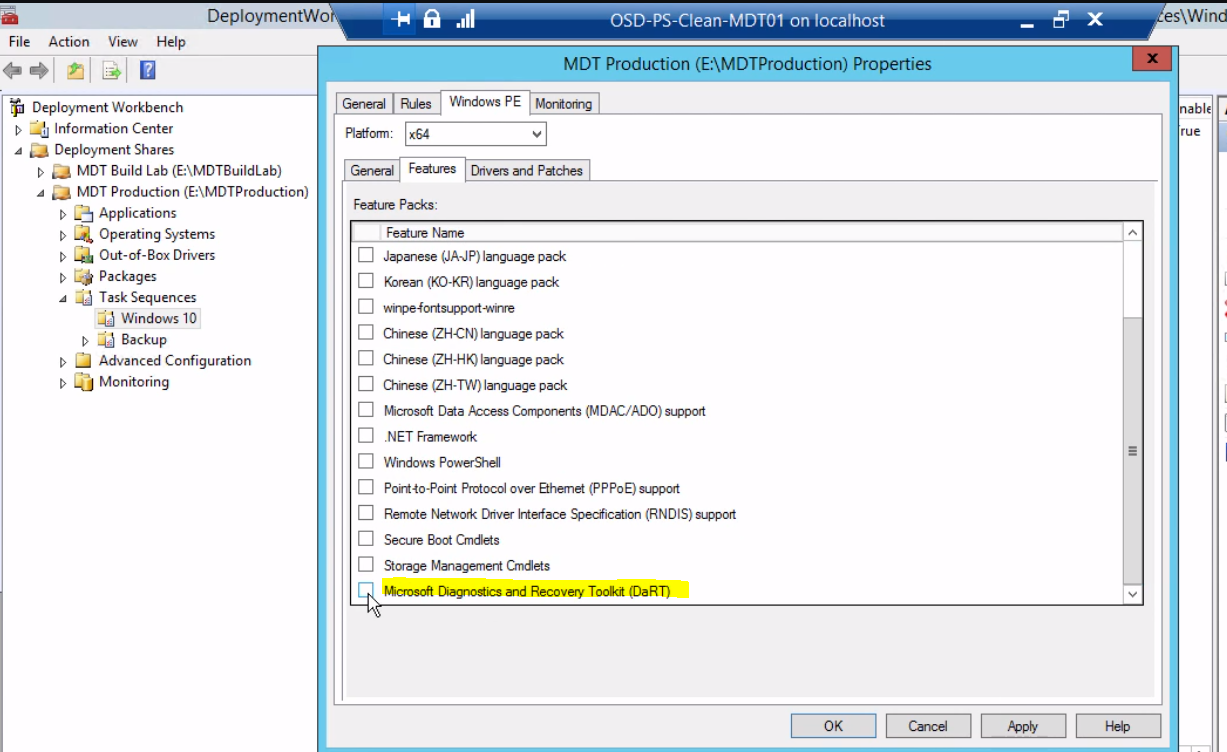 DeploymentWor
OSD-PS-Clean-MDT01 on localhost
ces\Wind
File Action View Help
MDT Production (E:\MDTProduction) Properties
Deployment Workbench
Information Center
Deployment Shares
MDT Build Lab (E:\MDTBuildLab)
MDT Production (E:\MDTProduction)
Applications
Operating Systems
Out-of-Box Drivers
Packages
Task Sequences
Windows 10
Backup
Advanced Configuration
Monitoring
General Rules Windows PE Monitoring
Platform: x64
General Features Drivers and Patches
Feature Packs:
Feature Name
Japanese (JA-JP) language pack
Korean (KO-KR) language pack
winpe-fontsupport-winre
Chinese (ZH-CN) language pack
Chinese (ZH-HK) language pack
Chinese (ZH-TW) language pack
Microsoft Data Access Components (MDAC/ADO) support
.NET Framework
Windows PowerShell
Point-to-Point Protocol over Ethernet (PPPoE) support
Remote Network Driver Interface Specification (RNDIS) support
Secure Boot Cmdlets
Storage Management Cmdlets
Microsoft Diagnostics and Recovery Toolkit (DaRT)
OK Cancel Apply Help
nable
rue